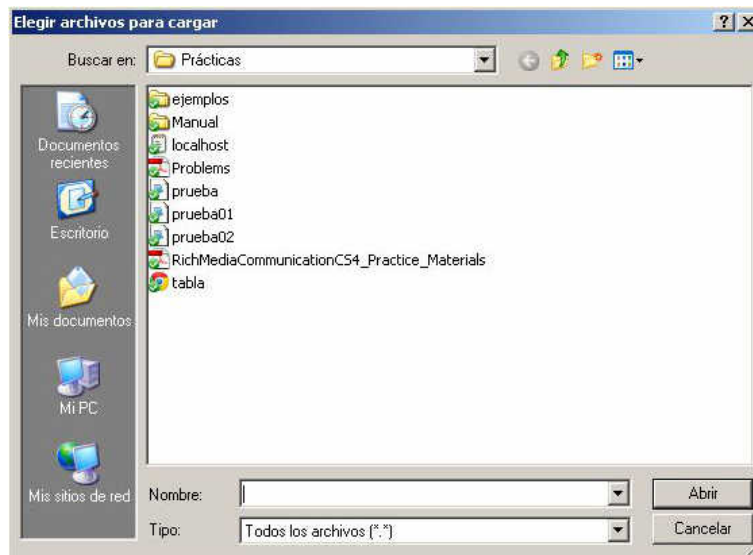 Elegir archivos para cargar
Buscar en:
Prácticas
Documentos
recientes
Escritorio
Mis documentos
Mi PC
Mis sitios de red
ejemplos
Manual
localhost
Problems
prueba
prueba01
prueba02
RichMediaCommunicationCS4_Practice_Materials
tabla
Nombre:
Abrir
Tipo:
Todos los archivos (*.*)
Cancelar